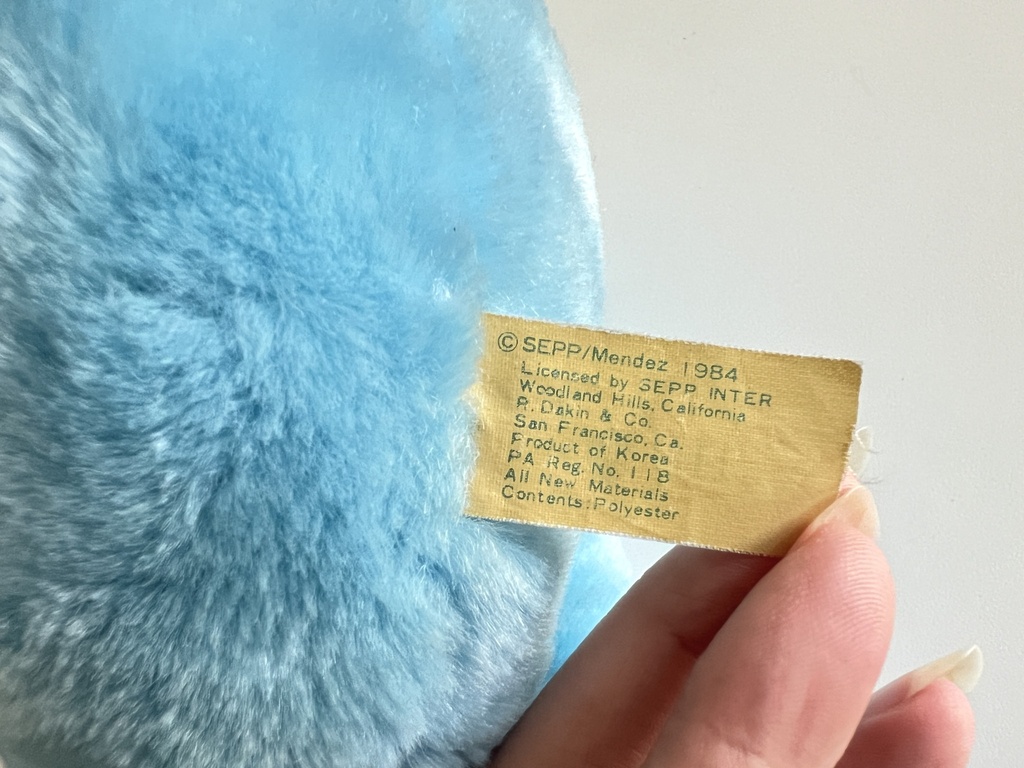 © SEPP/Mendez 1984
Licensed by SEPP INTER
Woodland Hills, California
R. Dakin & Co.
San Francisco, Ca.
Product of Korea
PA Reg. No. 118
All New Materials
Contents: Polyester